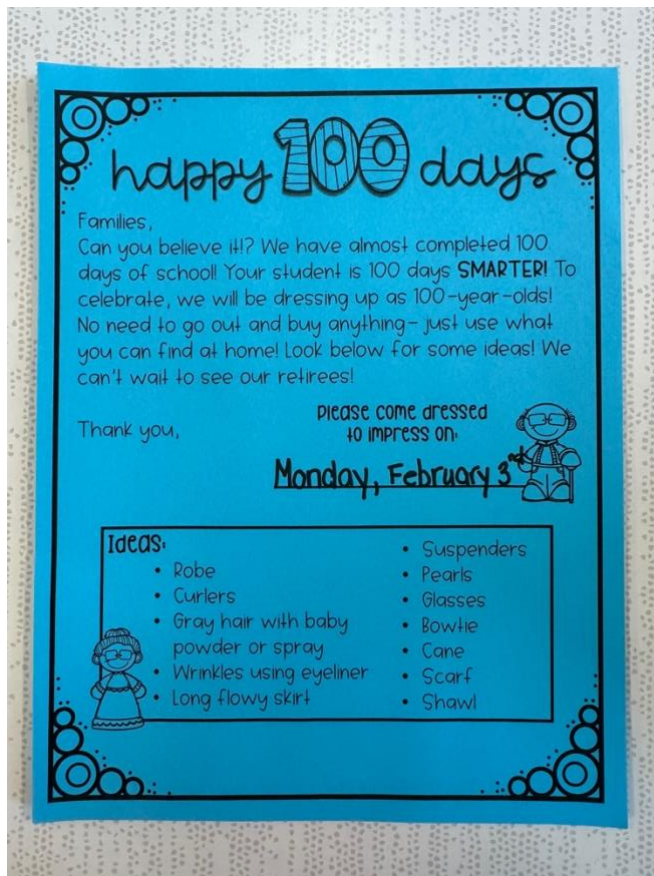 happy 100 days
Families,
Can you believe it!? We have almost completed 100
days of school! Your student is 100 days SMARTER! To
celebrate, we will be dressing up as 100-year-olds!
No need to go out and buy anything- just use what
you can find at home! Look below for some ideas! We
can't wait to see our retirees!
Thank you,
Please come dressed
to impress on:
Monday, February 3nd
Ideas:
• Robe
• Curlers
• Gray hair with baby
powder or spray
• Wrinkles using eyeliner
• Long flowy skirt
• Suspenders
• Pearls
• Glasses
• Bowtie
• Cane
• Scarf
• Shawl